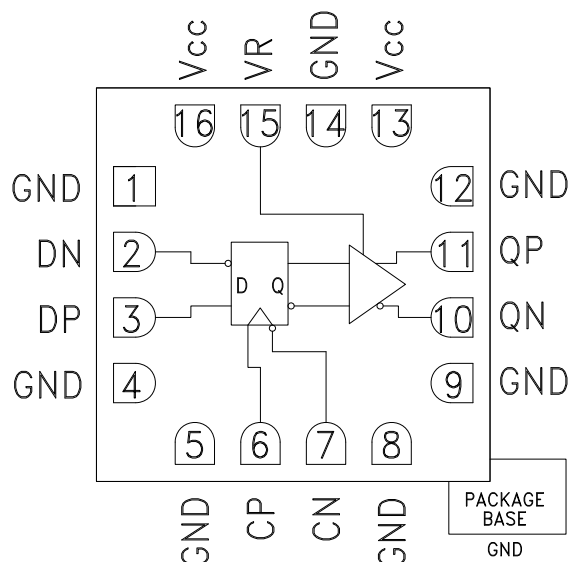 Vcc VR GND Vcc
16 15 14 13
GND 1 12 GND
DN 2 11 QP
D Q
DP 3 10 QN
GND 4 9 GND
5 6 7 8
GND CP CN GND
PACKAGE
BASE
GND